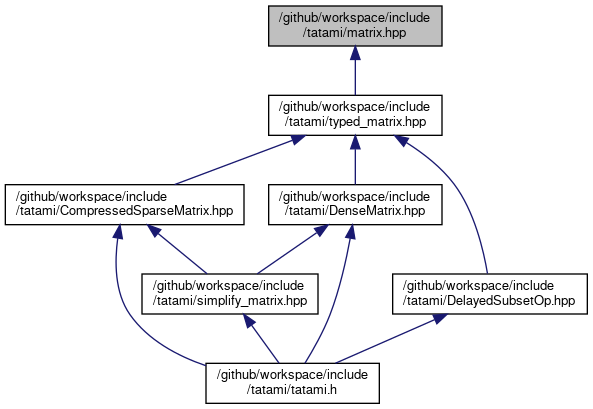 /github/workspace/include
/tatami/matrix.hpp
/github/workspace/include
/tatami/typed_matrix.hpp
/github/workspace/include
/tatami/CompressedSparseMatrix.hpp
/github/workspace/include
/tatami/DenseMatrix.hpp
/github/workspace/include
/tatami/simplify_matrix.hpp
/github/workspace/include
/tatami/DelayedSubsetOp.hpp
/github/workspace/include
/tatami/tatami.h